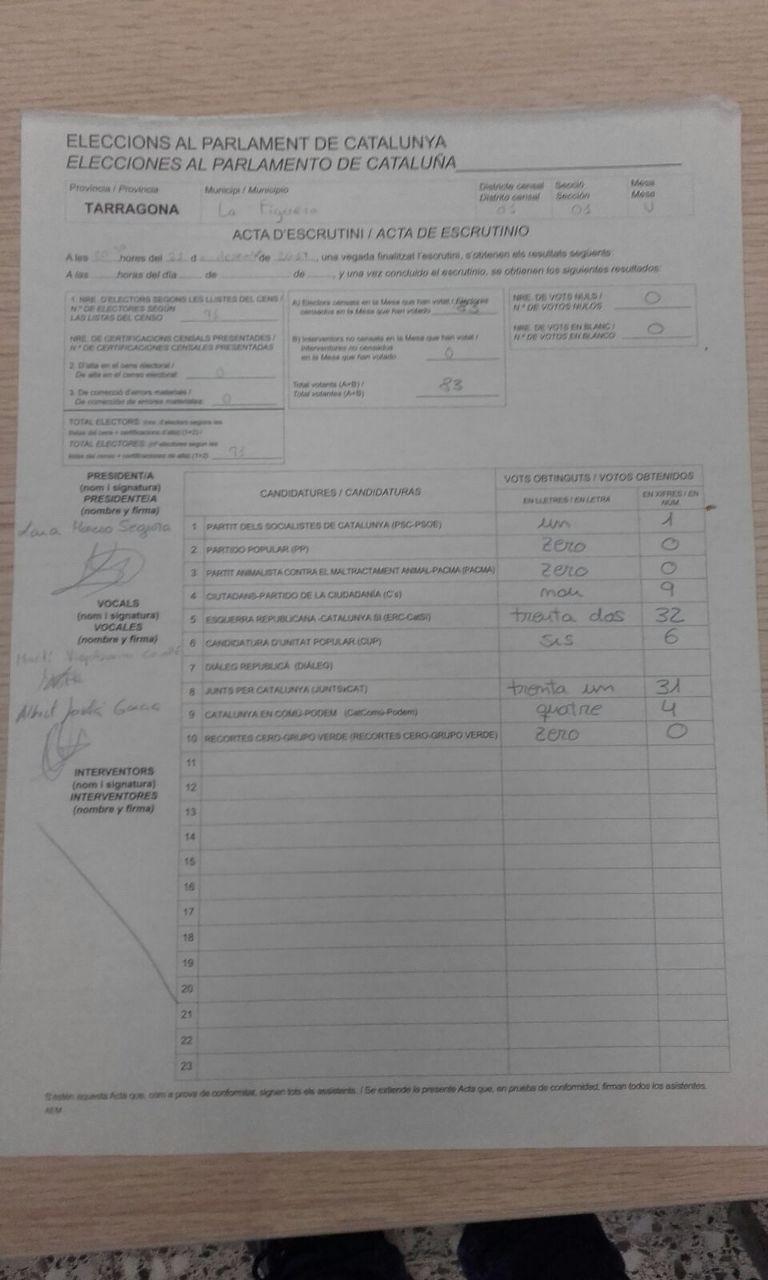 ELECCIONS AL PARLAMENT DE CATALUNYA
ELECCIONES AL PARLAMENTO DE CATALUÑA
Província / Provincia Municipi / Municipio Districte censal Secció Mesa
Distrito censal Sección Mesa
TARRAGONA La Figuera 01 01 U
ACTA D'ESCRUTINI / ACTA DE ESCRUTINIO
A les hores del 21 d de 2017, una vegada finalitzat l'escrutini, s'obtenen els resultats següents:
A las horas del día de de , y una vez concluido el escrutinio, se obtienen los siguientes resultados:
1. NRE. D'ELECTORS SEGONS LES LLISTES DEL CENS /
N.º DE ELECTORES SEGÚN
LAS LISTAS DEL CENSO
NRE. DE CERTIFICACIONS CENSALS PRESENTADES /
N.º DE CERTIFICACIONES CENSALES PRESENTADAS
2. D'alta en el cens electoral /
De alta en el censo electoral: 0
3. De correcció d'errors materials /
De corrección de errores materiales: 0
TOTAL ELECTORS: (nre. d'electors segons les
llistes del cens + certificacions d'alta) (1+2) /
TOTAL ELECTORES: (nº electores según las
listas del censo + certificaciones de alta) (1+2)
A) Electors censats en la Mesa que han votat / Electores
censados en la Mesa que han votado 83
B) Interventors no censats en la Mesa que han votat /
Interventores no censados
en la Mesa que han votado 0
Total votants (A+B) /
Total votantes (A+B) 83
NRE. DE VOTS NULS / 0
N.º DE VOTOS NULOS
NRE. DE VOTS EN BLANC / 0
N.º DE VOTOS EN BLANCO
PRESIDENT/A
(nom i signatura)
PRESIDENTE/A
(nombre y firma)
Segura
VOCALS
(nom i signatura)
VOCALES
(nombre y firma)
Martí
Albert
INTERVENTORS
(nom i signatura)
INTERVENTORES
(nombre y firma)
CANDIDATURES / CANDIDATURAS VOTS OBTINGUTS / VOTOS OBTENIDOS
EN LLETRES / EN LETRA EN XIFRES / EN NÚM.
1 PARTIT DELS SOCIALISTES DE CATALUNYA (PSC-PSOE) un 1
2 PARTIDO POPULAR (PP) zero 0
3 PARTIT ANIMALISTA CONTRA EL MALTRACTAMENT ANIMAL-PACMA (PACMA) zero 0
4 CIUTADANS-PARTIDO DE LA CIUDADANÍA (C's) nou 9
5 ESQUERRA REPUBLICANA -CATALUNYA SÍ (ERC-CatSí) trenta dos 32
6 CANDIDATURA D'UNITAT POPULAR (CUP) sis 6
7 DIÀLEG REPUBLICÀ (DIÀLEG)
8 JUNTS PER CATALUNYA (JUNTSxCAT) trenta un 31
9 CATALUNYA EN COMÚ-PODEM (CatComú-Podem) quatre 4
10 RECORTES CERO-GRUPO VERDE (RECORTES CERO-GRUPO VERDE) zero 0
11
12
13
14
15
16
17
18
19
20
21
22
23
S'estén aquesta Acta que, com a prova de conformitat, signen tots els assistents. / Se extiende la presente Acta que, en prueba de conformidad, firman todos los asistentes.